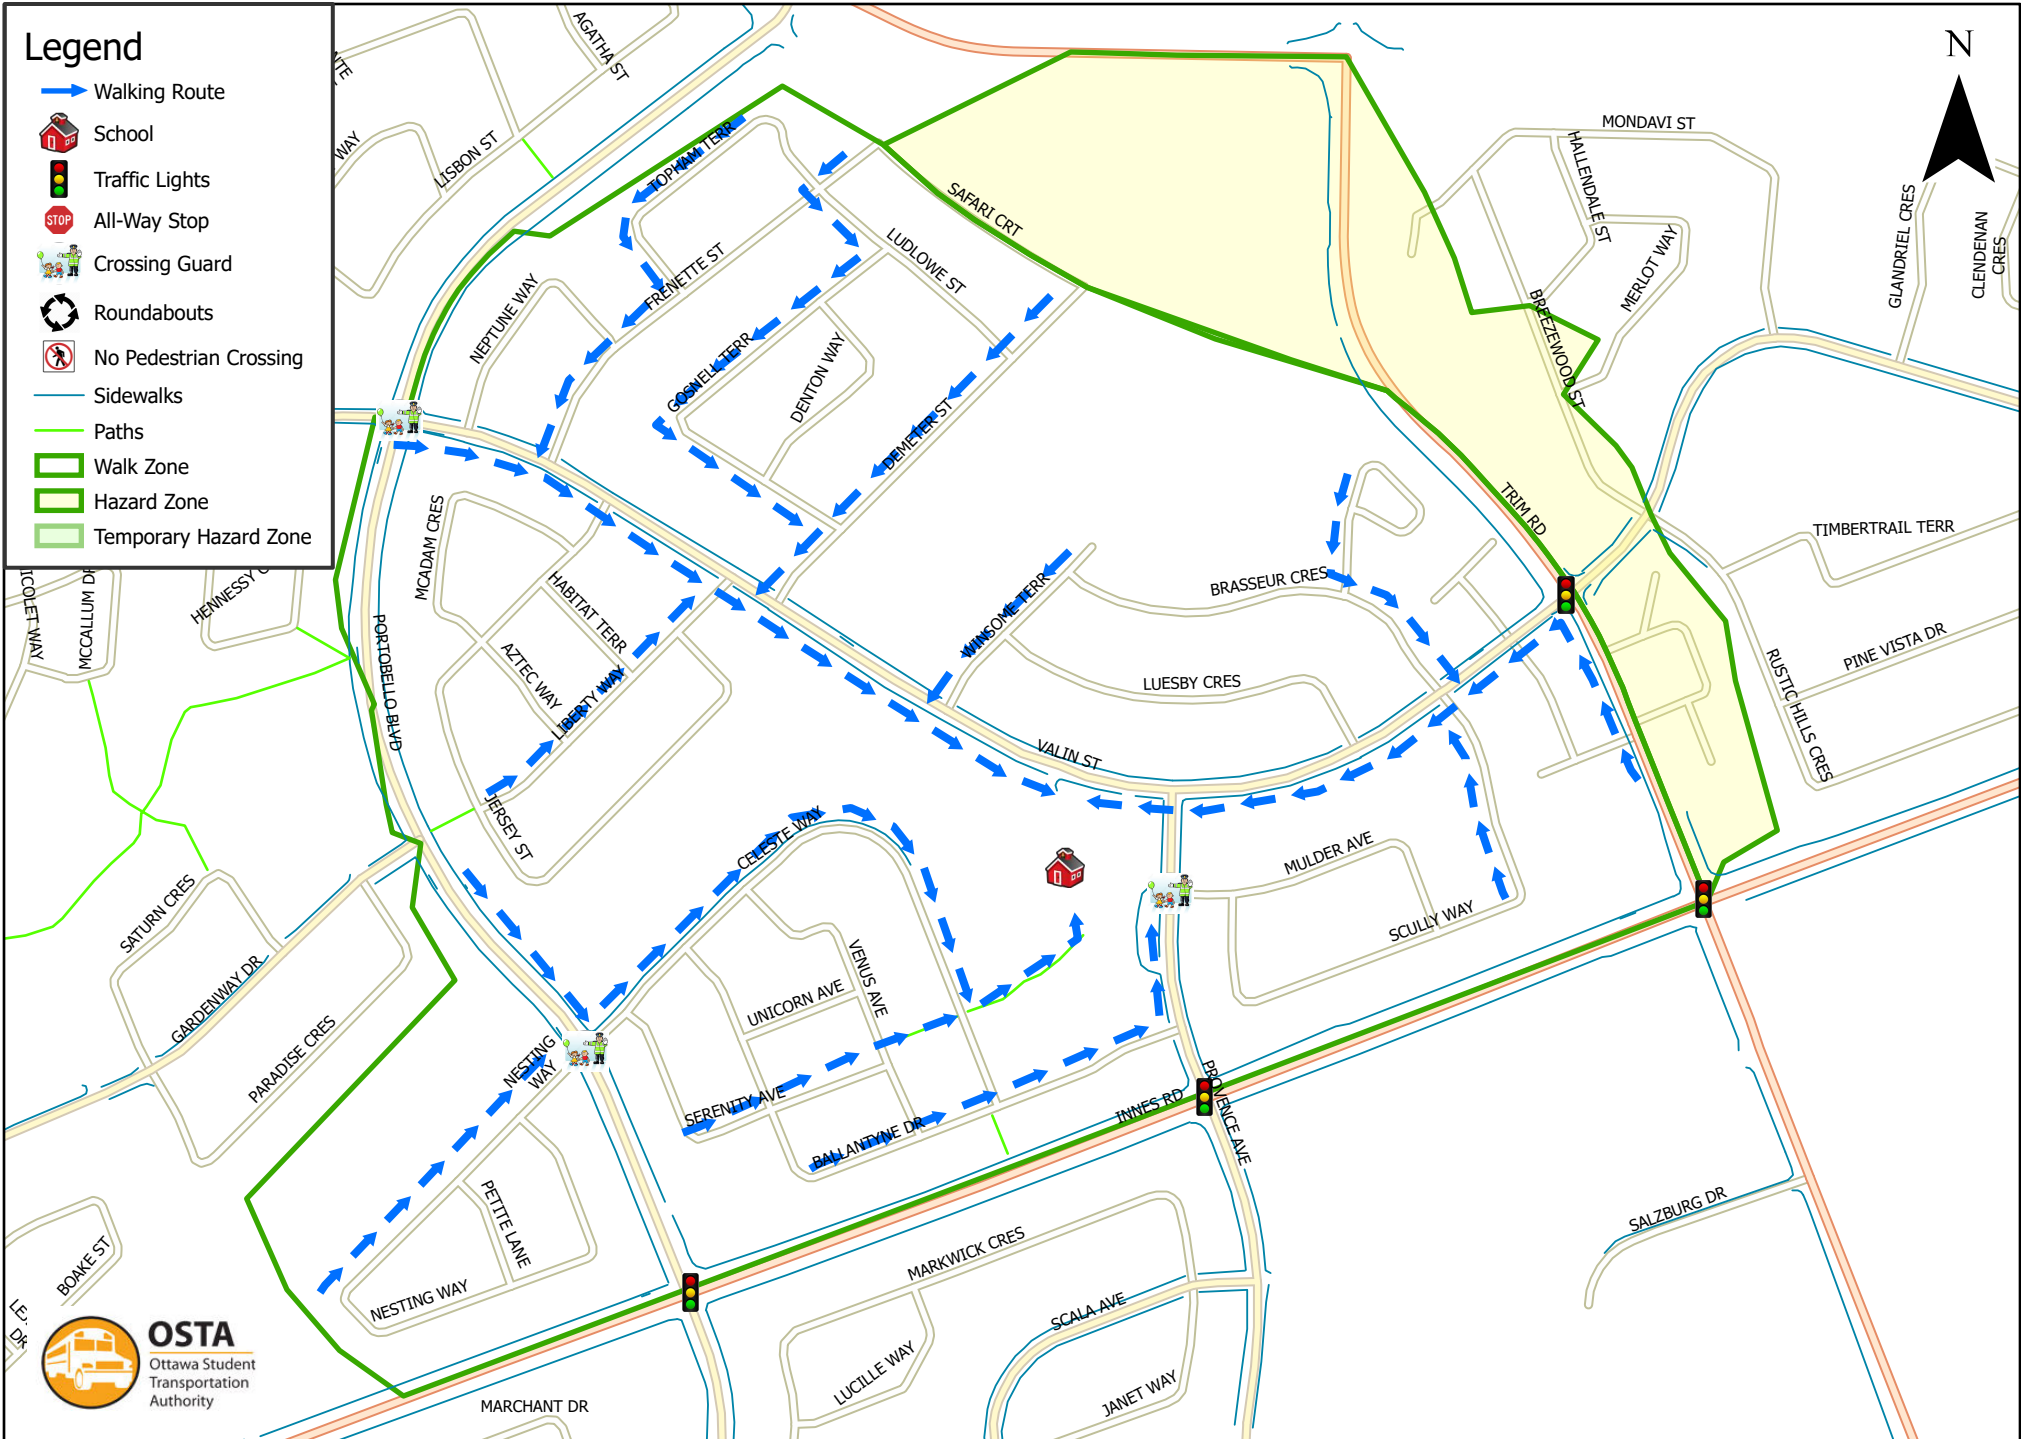 Legend
Walking Route
School
Traffic Lights
STOP
All-Way Stop
Crossing Guard
Roundabouts
No Pedestrian Crossing
Sidewalks
Paths
Walk Zone
Hazard Zone
Temporary Hazard Zone
N
AGATHA ST
WAY
LISBON ST
TOPHAM TERR
SAFARI CRT
MONDAVI ST
HALLENDALE ST
MERLOT WAY
GLANDRIEL CRES
CLENDENAN
CRES
BREEZEWOOD ST
NEPTUNE WAY
FRENETTE ST
LUDLOWE ST
GOSNELL TERR
DENTON WAY
DEMETER ST
TRIM RD
TIMBERTRAIL TERR
MCADAM CRES
HABITAT TERR
AZTEC WAY
LIBERTY WAY
JERSEY ST
PORTOBELLO BLVD
MCCALLUM DR
HENNESSY
WINSOME TERR
BRASSEUR CRES
LUESBY CRES
VALIN ST
PINE VISTA DR
RUSTIC HILLS CRES
CELESTE WAY
MULDER AVE
SCULLY WAY
SATURN CRES
GARDENWAY DR
PARADISE CRES
VENUS AVE
UNICORN AVE
NESTING
WAY
SERENITY AVE
BALLANTYNE DR
INNES RD
PROVENCE AVE
PETITE LANE
NESTING WAY
BOAKE ST
MARKWICK CRES
SCALA AVE
SALZBURG DR
LUCILLE WAY
JANET WAY
MARCHANT DR
OSTA
Ottawa Student
Transportation
Authority